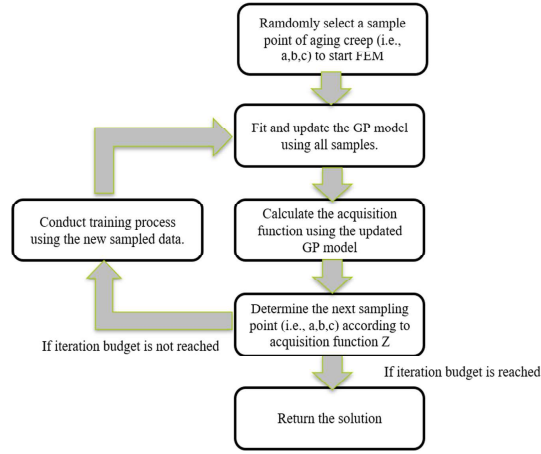 Ramdomly select a sample
point of aging creep (i.e.,
a,b,c) to start FEM
Fit and update the GP model
using all samples.
Conduct training process
using the new sampled data.
Calculate the acquisition
function using the updated
GP model
Determine the next sampling
point (i.e., a,b,c) according to
acquisition function Z
If iteration budget is not reached
If iteration budget is reached
Return the solution